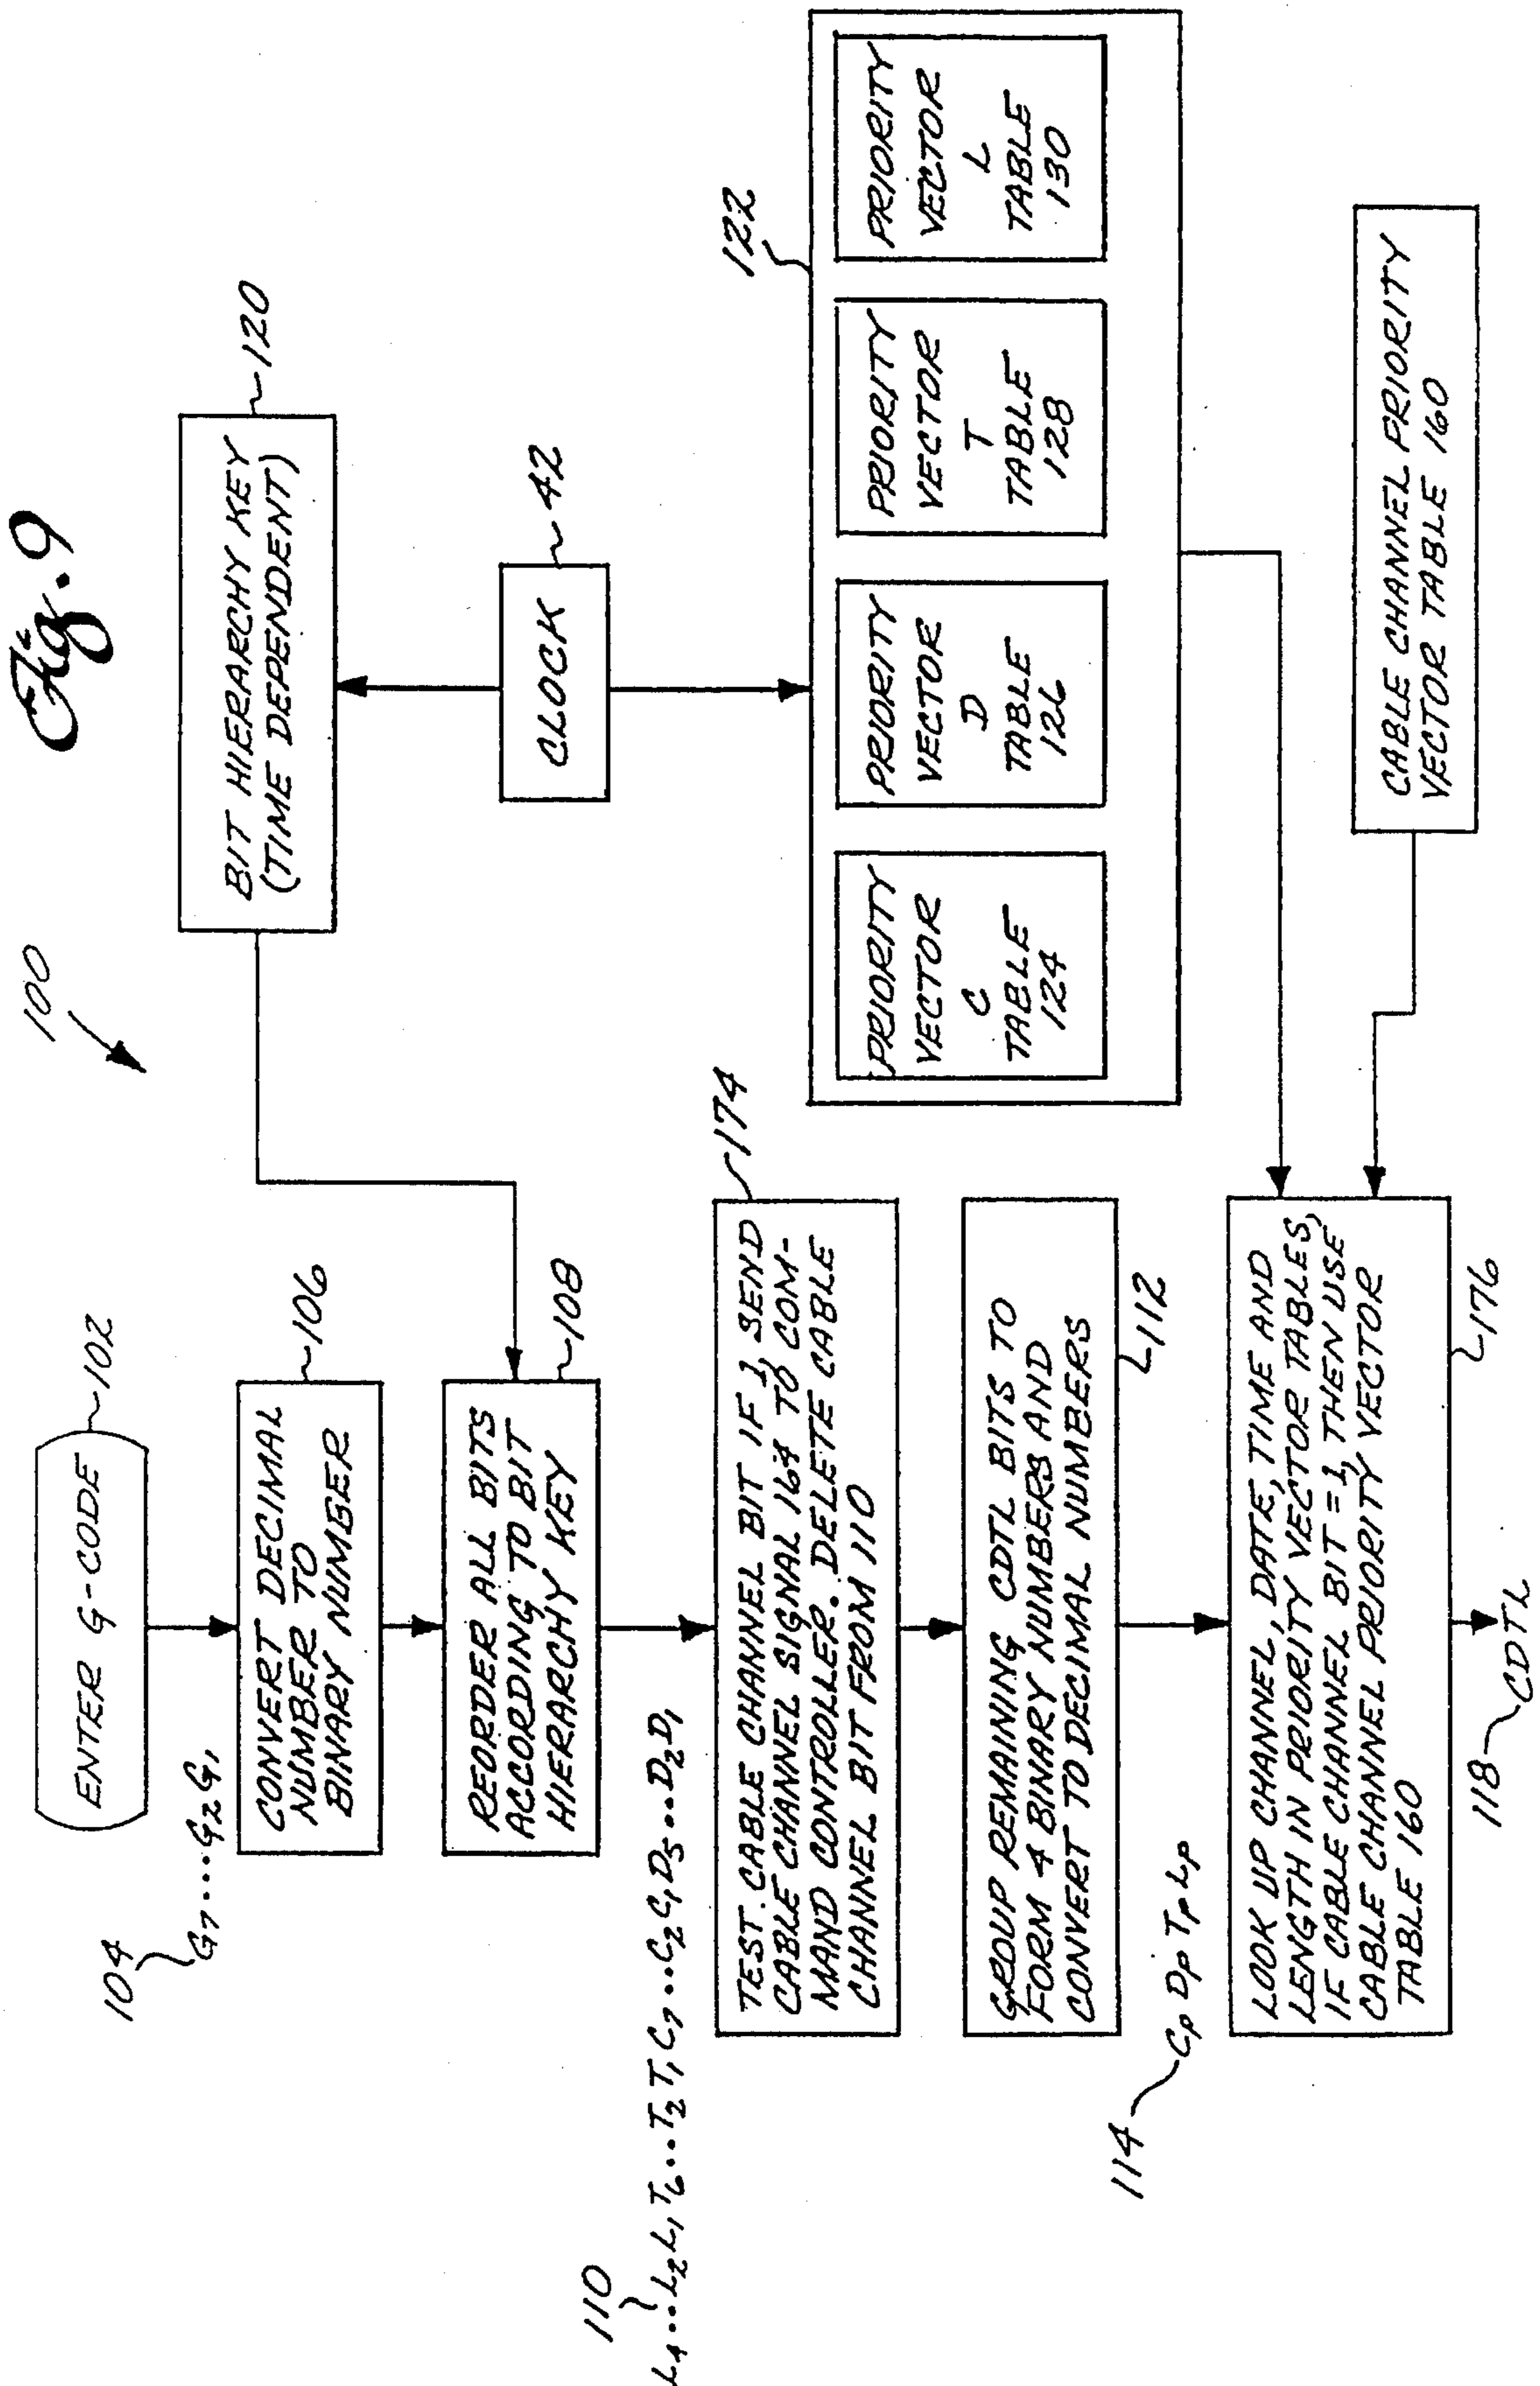 Fig. 9
100
ENTER G-CODE
102
104
G7....G2G1
CONVERT DECIMAL
NUMBER TO
BINARY NUMBER
106
REORDER ALL BITS
ACCORDING TO BIT
HIERARCHY KEY
108
BIT HIERARCHY KEY
(TIME DEPENDENT)
120
CLOCK
42
110
L4...L2L1T6...T2T1C7...C2C1D5...D2D1
TEST CABLE CHANNEL BIT IF 1, SEND
CABLE CHANNEL SIGNAL 164 TO COM-
MAND CONTROLLER. DELETE CABLE
CHANNEL BIT FROM 110
174
122
PRIORITY
VECTOR
C
TABLE
124
PRIORITY
VECTOR
D
TABLE
126
PRIORITY
VECTOR
T
TABLE
128
PRIORITY
VECTOR
L
TABLE
130
GROUP REMAINING CDTL BITS TO
FORM 4 BINARY NUMBERS AND
CONVERT TO DECIMAL NUMBERS
112
114
CP DP TP LP
LOOK UP CHANNEL, DATE, TIME AND
LENGTH IN PRIORITY VECTOR TABLES,
IF CABLE CHANNEL BIT = 1, THEN USE
CABLE CHANNEL PRIORITY VECTOR
TABLE 160
176
CABLE CHANNEL PRIORITY
VECTOR TABLE 160
118
CDTL